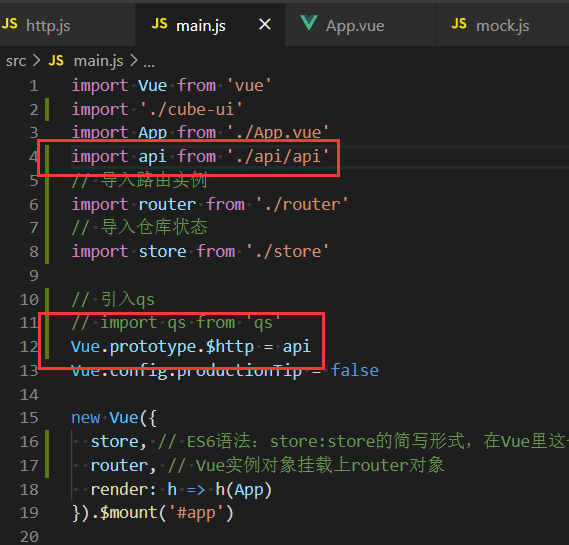 JS http.js JS main.js × App.vue JS mock.js
src > JS main.js > ...
1 import Vue from 'vue'
2 import './cube-ui'
3 import App from './App.vue'
4 import api from './api/api'
5 // 导入路由实例
6 import router from './router'
7 // 导入仓库状态
8 import store from './store'
9
10 // 引入qs
11 // import qs from 'qs'
12 Vue.prototype.$http = api
13 Vue.config.productionTip = false
14
15 new Vue({
16 store, // ES6语法：store:store的简写形式，在Vue里这
17 router, // Vue实例对象挂载上router对象
18 render: h => h(App)
19 }).$mount('#app')
20